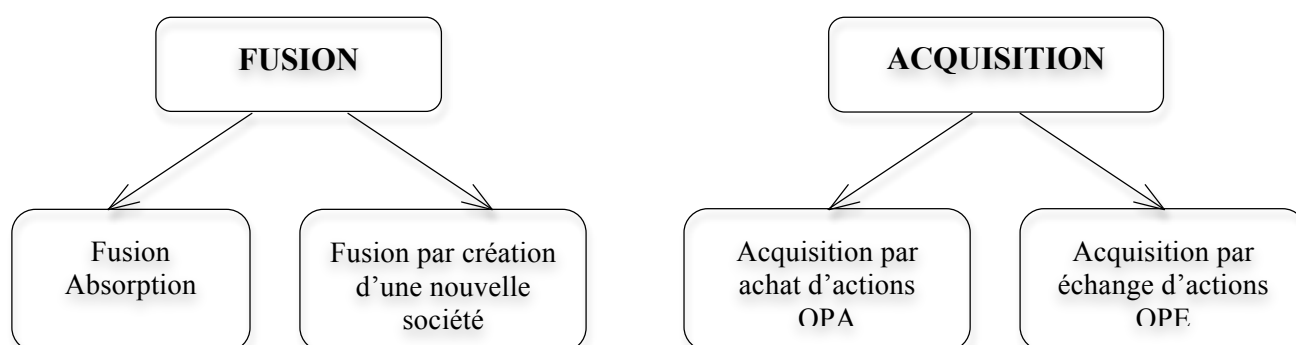 FUSION
ACQUISITION
Fusion
Absorption
Fusion par création
d’une nouvelle
société
Acquisition par
achat d’actions
OPA
Acquisition par
échange d’actions
OPE